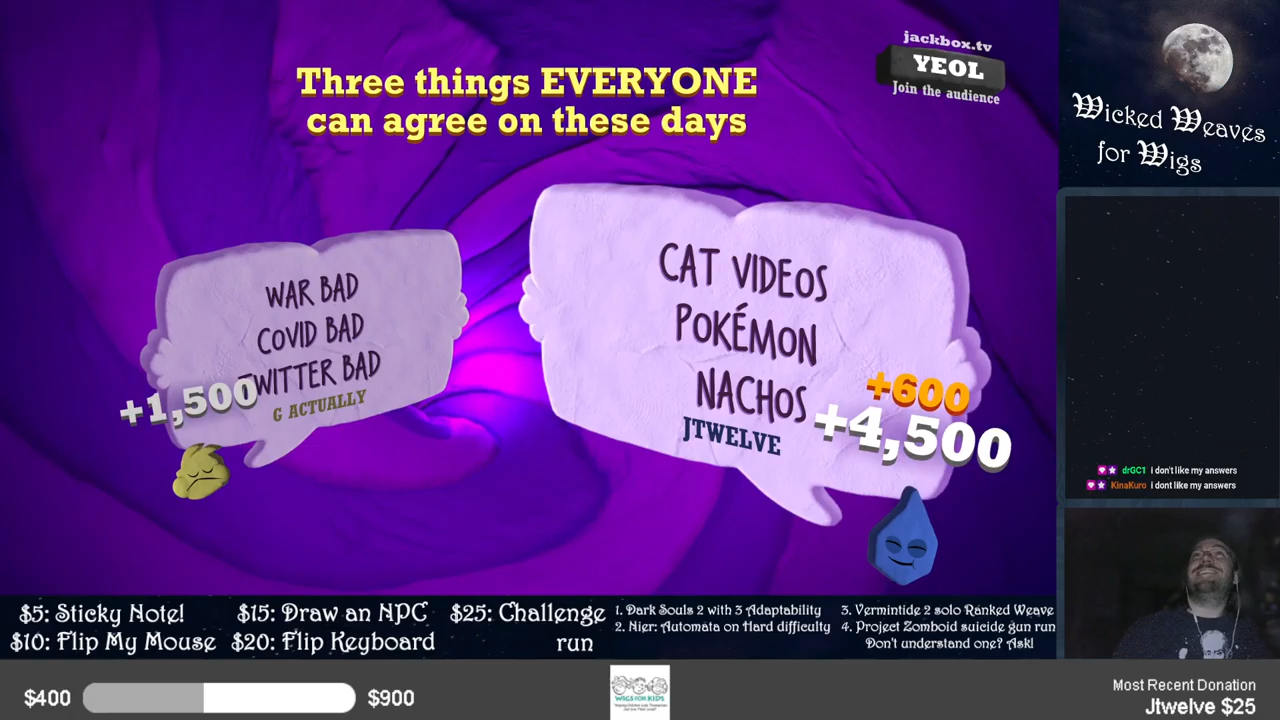 Three things EVERYONE
can agree on these days
jackbox.tv
YEOL
Join the audience
WAR BAD
COVID BAD
TWITTER BAD
G ACTUALLY
+1,500
CAT VIDEOS
POKÉMON
NACHOS
JTWELVE
+600
+4,500
Wicked Weaves
for Wigs
drGC1 i don't like my answers
KinaKuro i dont like my answers
$5: Sticky Note!
$10: Flip My Mouse
$15: Draw an NPC
$20: Flip Keyboard
$25: Challenge
run
1. Dark Souls 2 with 3 Adaptability
2. Nier: Automata on Hard difficulty
3. Vermintide 2 solo Ranked Weave
4. Project Zomboid suicide gun run
Don't understand one? Ask!
$400
$900
WIGS FOR KIDS
Most Recent Donation
Jtwelve $25